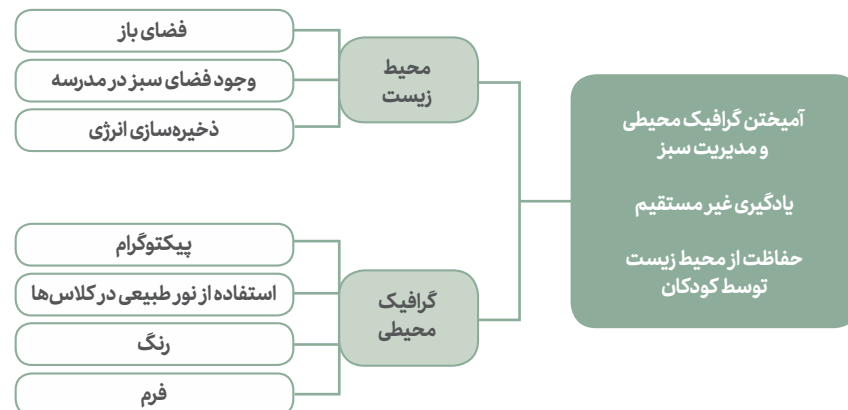 آمیختن گرافیک محیطی
و مدیریت سبز
یادگیری غیر مستقیم
حفاظت از محیط زیست
توسط کودکان
محیط
زیست
فضای باز
وجود فضای سبز در مدرسه
ذخیره‌سازی انرژی
گرافیک
محیطی
پیکتوگرام
استفاده از نور طبیعی در کلاس‌ها
رنگ
فرم